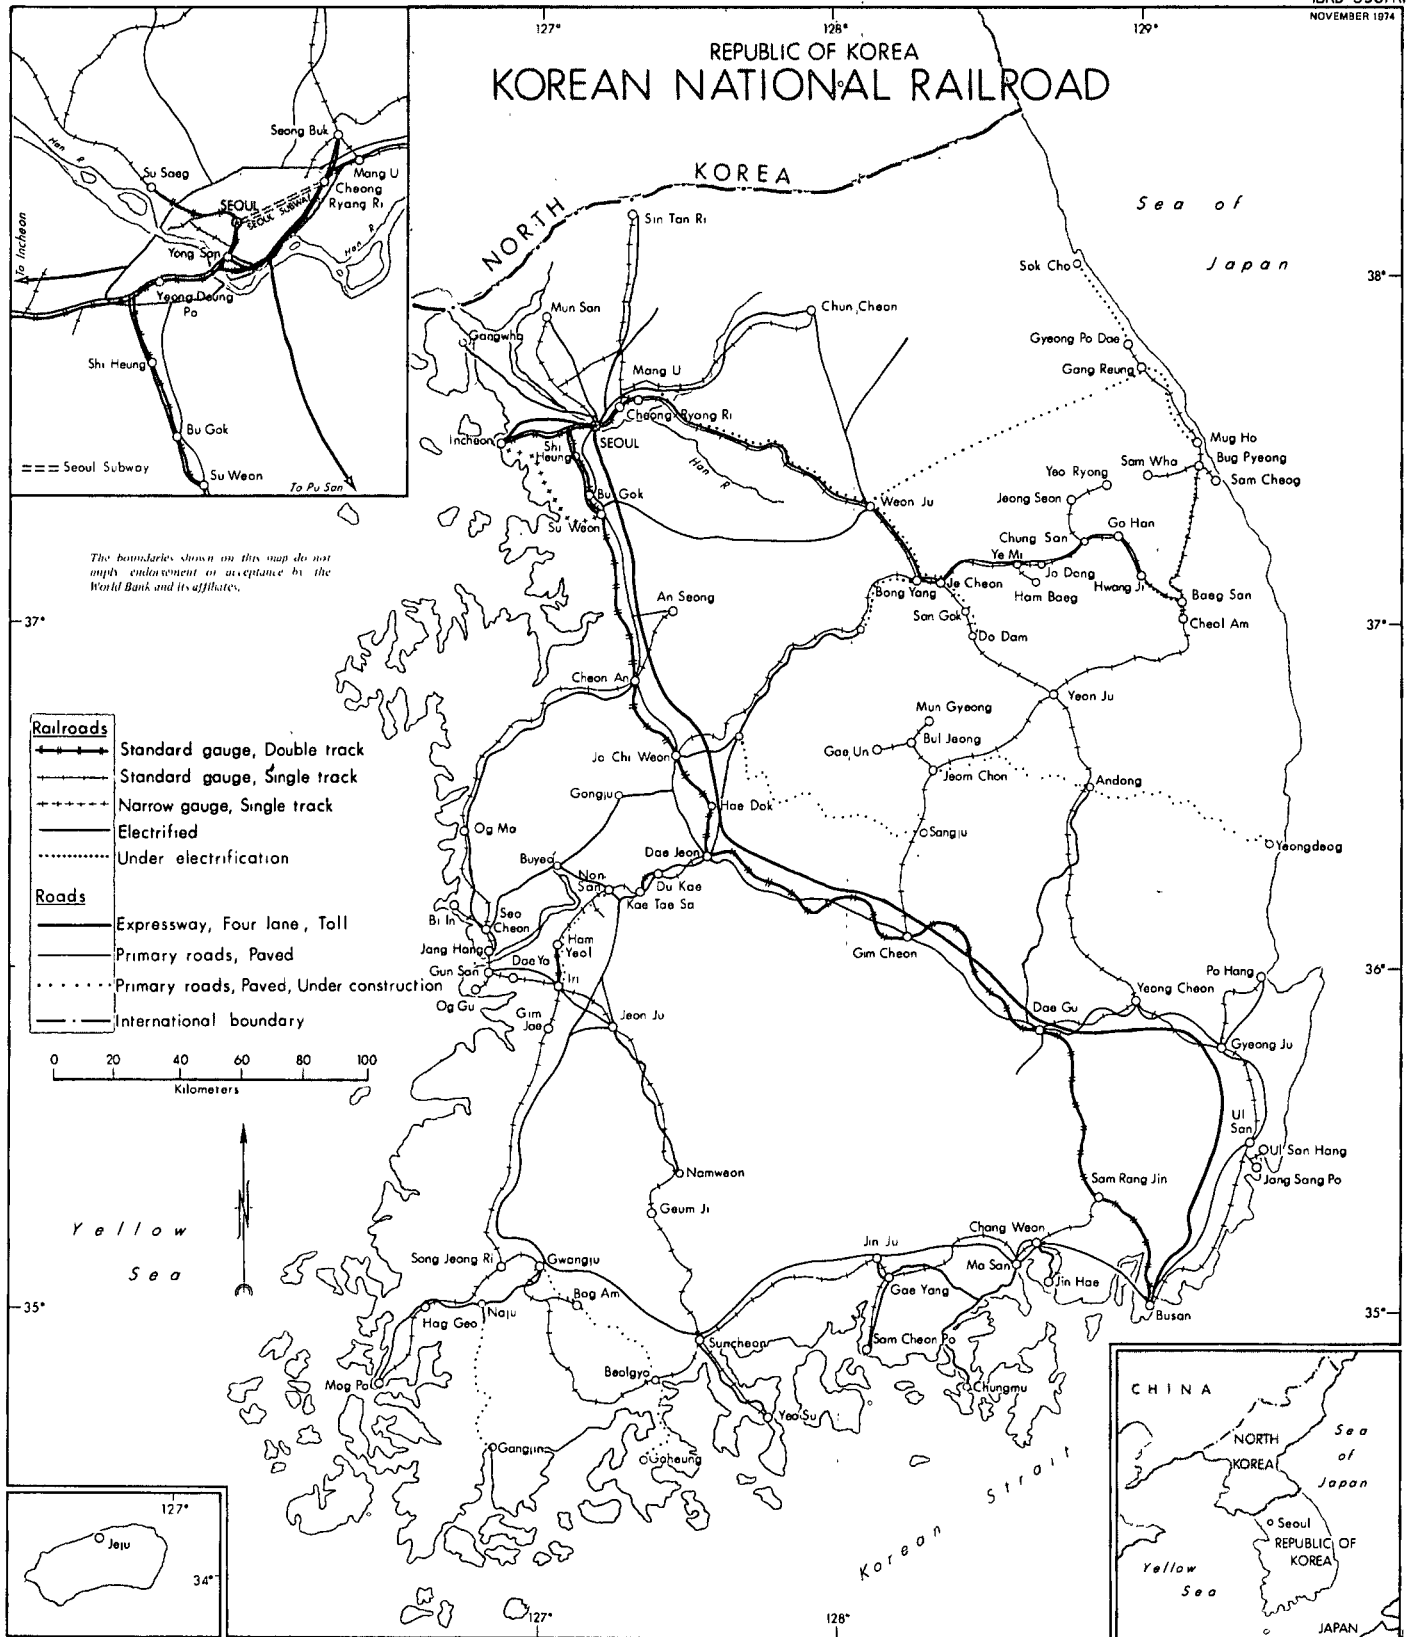 NOVEMBER 1974
REPUBLIC OF KOREA
KOREAN NATIONAL RAILROAD
127°
128°
129°
Seong Buk
Han R
Su Saeg
Mang U
Cheong
Ryang Ri
SEOUL
SEOUL SUBWAY
Han R
To Incheon
Yong San
Yeong Deung
Po
Shi Heung
Bu Gok
Su Weon
=== Seoul Subway
To Pu San
NORTH KOREA
Sea of
Japan
Sin Tan Ri
Sok Cho
38°
Mun San
Chun Cheon
Gangwha
Gyeong Po Dae
Gang Reung
Mang U
Cheong Ryang Ri
Incheon
Shi
Heung
SEOUL
Han R
Mug Ho
Bug Pyeong
Sam Wha
Sam Cheog
Yeo Ryong
Jeong Seon
Bu Gok
Su Weon
Weon Ju
Go Han
Chung San
Ye Mi
Jo Dong
Ham Baeg
Hwang Ji
Baeg San
Cheol Am
Bong Yang
Je Cheon
San Gok
Do Dam
The boundaries shown on this map do not
imply endorsement or acceptance by the
World Bank and its affiliates.
37°
37°
An Seong
Cheon An
Yeon Ju
Mun Gyeong
Bul Jeong
Gae Un
Jeom Chon
Andong
Jo Chi Weon
Gongju
Hae Dok
Sangju
Yeongdeog
Railroads
Standard gauge, Double track
Standard gauge, Single track
Narrow gauge, Single track
Electrified
Under electrification
Roads
Expressway, Four lane, Toll
Primary roads, Paved
Primary roads, Paved, Under construction
International boundary
0 20 40 60 80 100
Kilometers
Og Ma
Buyeo
Dae Jeon
Non
San
Du Kae
Kae Tae Sa
Bi In
Seo
Cheon
Jang Hang
Ham
Yeol
Dae Ya
Gun San
Iri
Og Gu
Gim
Jae
Jeon Ju
Gim Cheon
36°
Po Hang
Yeong Cheon
Dae Gu
Gyeong Ju
Ul
San
Ul San Hang
Jang Sang Po
Namweon
Geum Ji
Sam Rang Jin
Chang Weon
Jin Ju
Ma San
Jin Hae
Gae Yang
Busan
Yellow
Sea
Song Jeong Ri
Gwangju
Bog Am
Naju
Hag Geo
35°
35°
Suncheon
Sam Cheon Po
Chungmu
Mog Po
Beolgyo
Yeo Su
Gangjin
Goheung
Korean Strait
127°
Jeju
34°
127°
128°
CHINA
NORTH
KOREA
Sea
of
Japan
Seoul
REPUBLIC OF
KOREA
Yellow
Sea
JAPAN